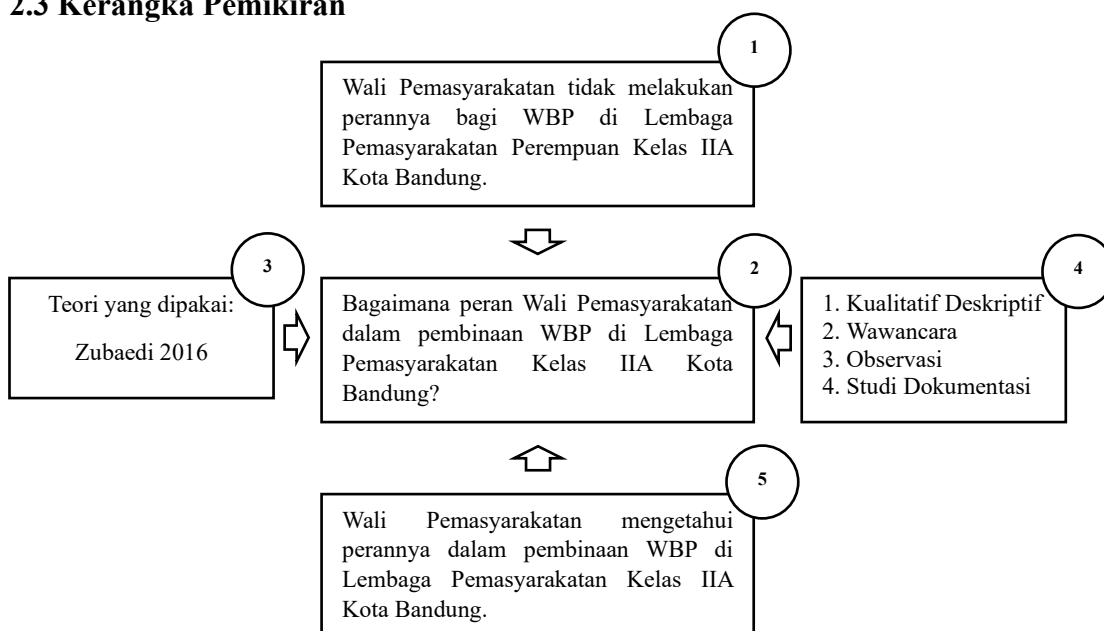 2.3 Kerangka Pemikiran
1
Wali Pemasyarakatan tidak melakukan
perannya bagi WBP di Lembaga
Pemasyarakatan Perempuan Kelas IIA
Kota Bandung.
3
Teori yang dipakai:
Zubaedi 2016
2
Bagaimana peran Wali Pemasyarakatan
dalam pembinaan WBP di Lembaga
Pemasyarakatan Kelas IIA Kota
Bandung?
4
1. Kualitatif Deskriptif
2. Wawancara
3. Observasi
4. Studi Dokumentasi
5
Wali Pemasyarakatan mengetahui
perannya dalam pembinaan WBP di
Lembaga Pemasyarakatan Kelas IIA
Kota Bandung.